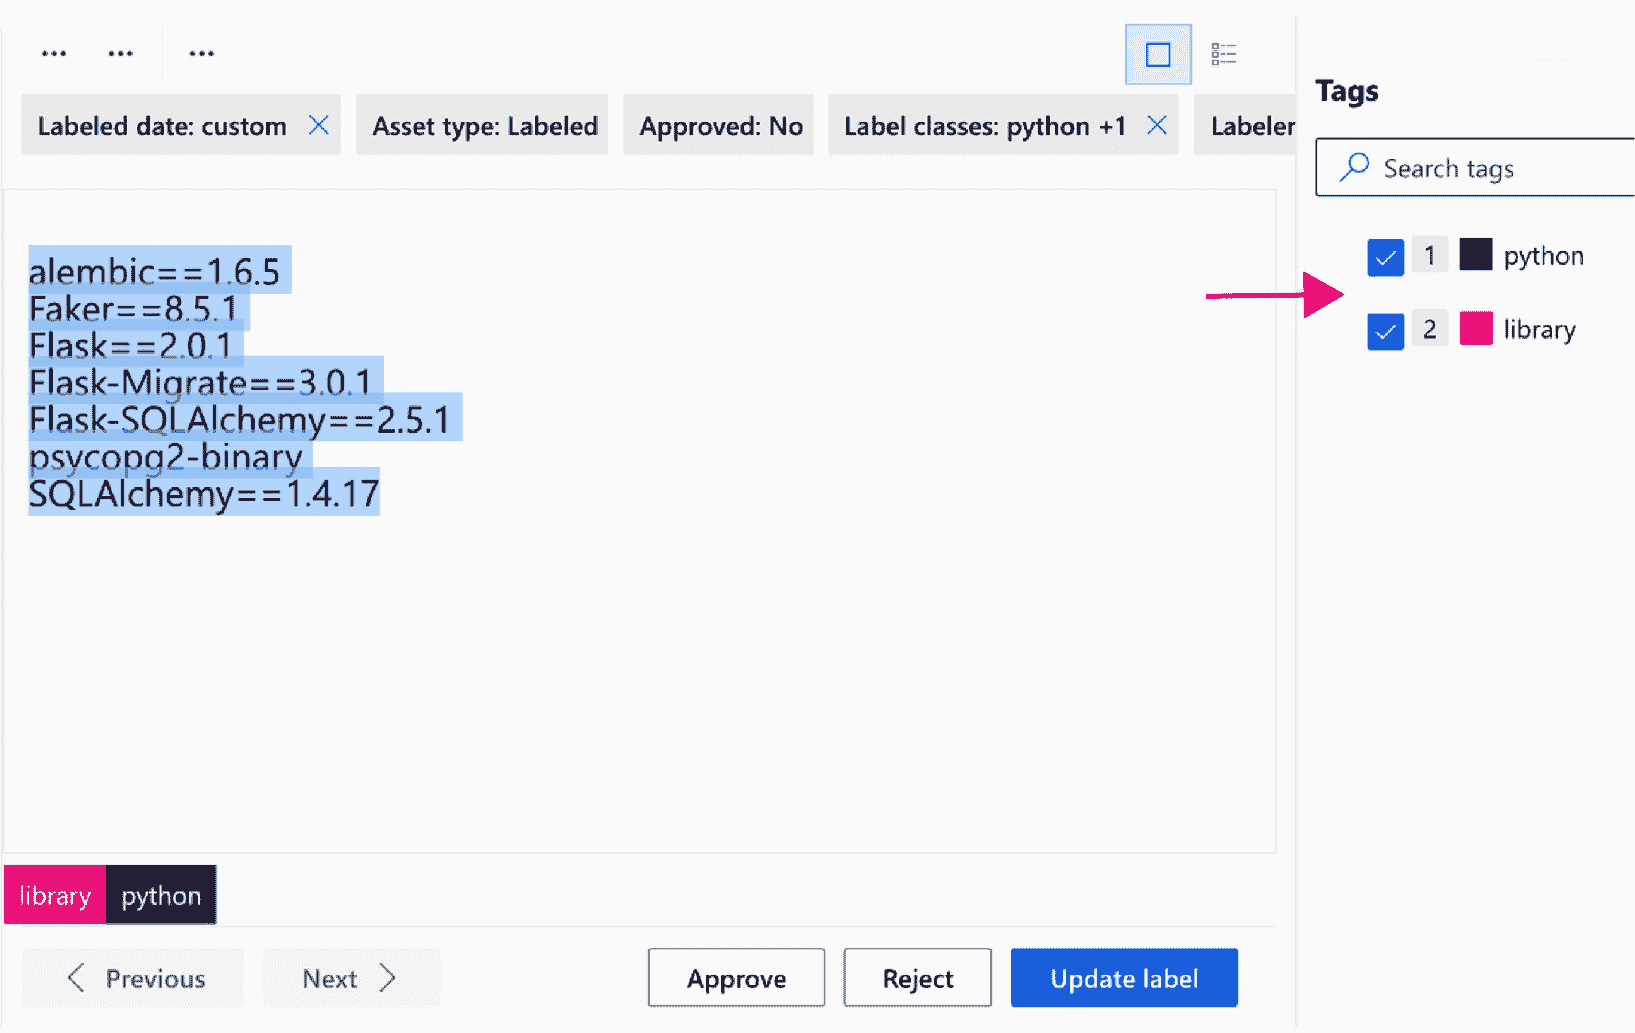 ... ... ...
Labeled date: custom Asset type: Labeled Approved: No Label classes: python +1 Labeler
Tags
Search tags
1 python
2 library
alembic==1.6.5
Faker==8.5.1
Flask==2.0.1
Flask-Migrate==3.0.1
Flask-SQLAlchemy==2.5.1
psycopg2-binary
SQLAlchemy==1.4.17
library python
Previous Next Approve Reject Update label